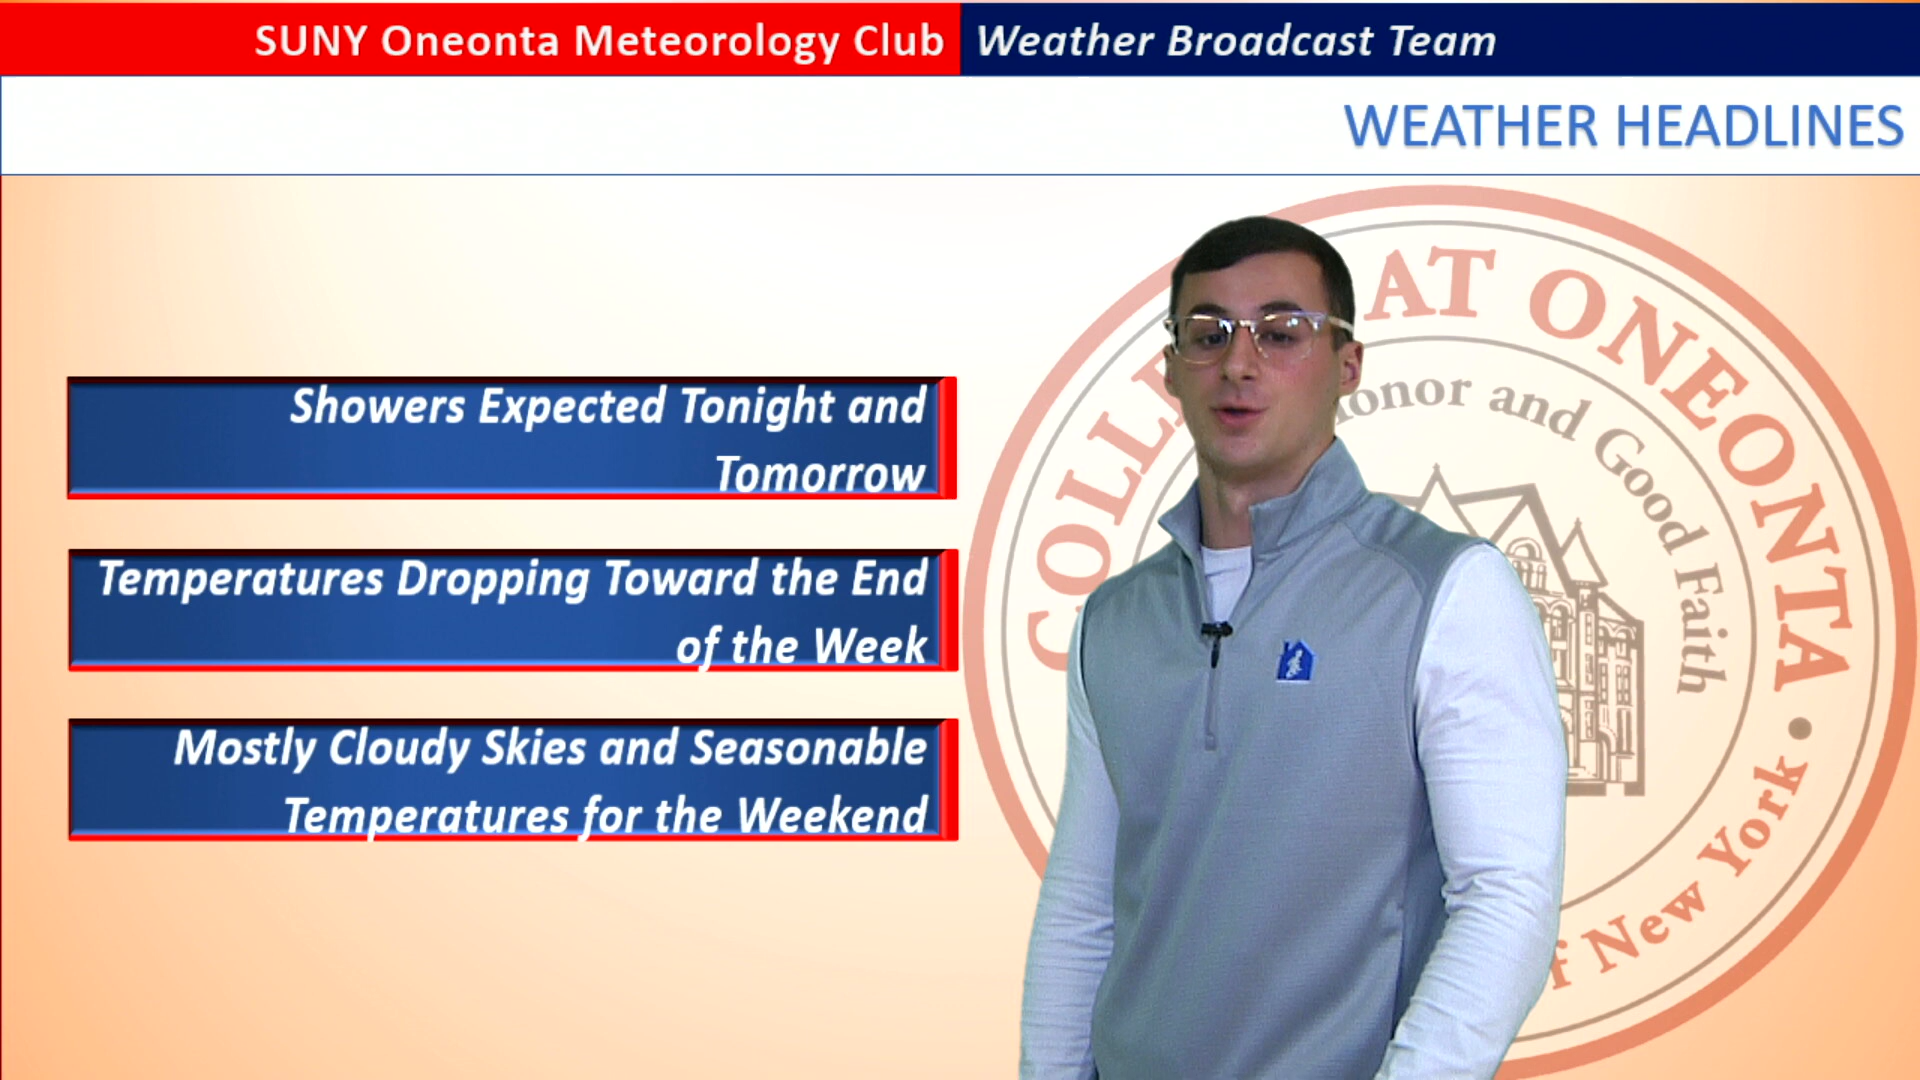 SUNY Oneonta Meteorology Club Weather Broadcast Team
WEATHER HEADLINES
Showers Expected Tonight and
Tomorrow
Temperatures Dropping Toward the End
of the Week
Mostly Cloudy Skies and Seasonable
Temperatures for the Weekend
AT ONEONTA
and Good Faith
New York